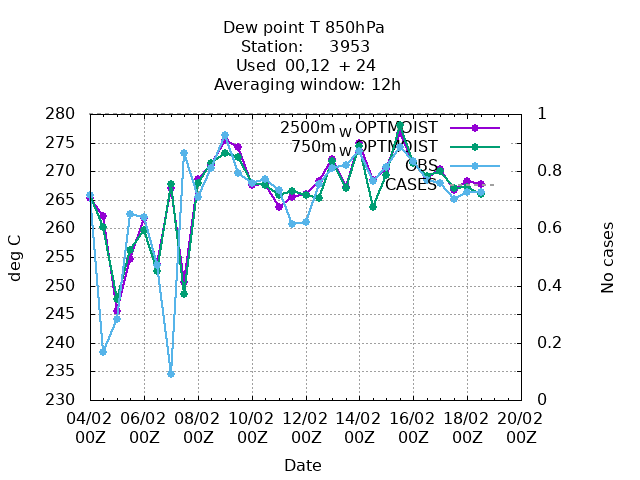 Dew point T 850hPa
Station: 3953
Used 00,12 + 24
Averaging window: 12h
280 1
275
270 0.8
265
260 0.6
255
250 0.4
245
240 0.2
235
230 0
2500m W OPTMOIST
750m W OPTMOIST
OBS
CASES
deg C
No cases
04/02 06/02 08/02 10/02 12/02 14/02 16/02 18/02 20/02
00Z 00Z 00Z 00Z 00Z 00Z 00Z 00Z 00Z
Date